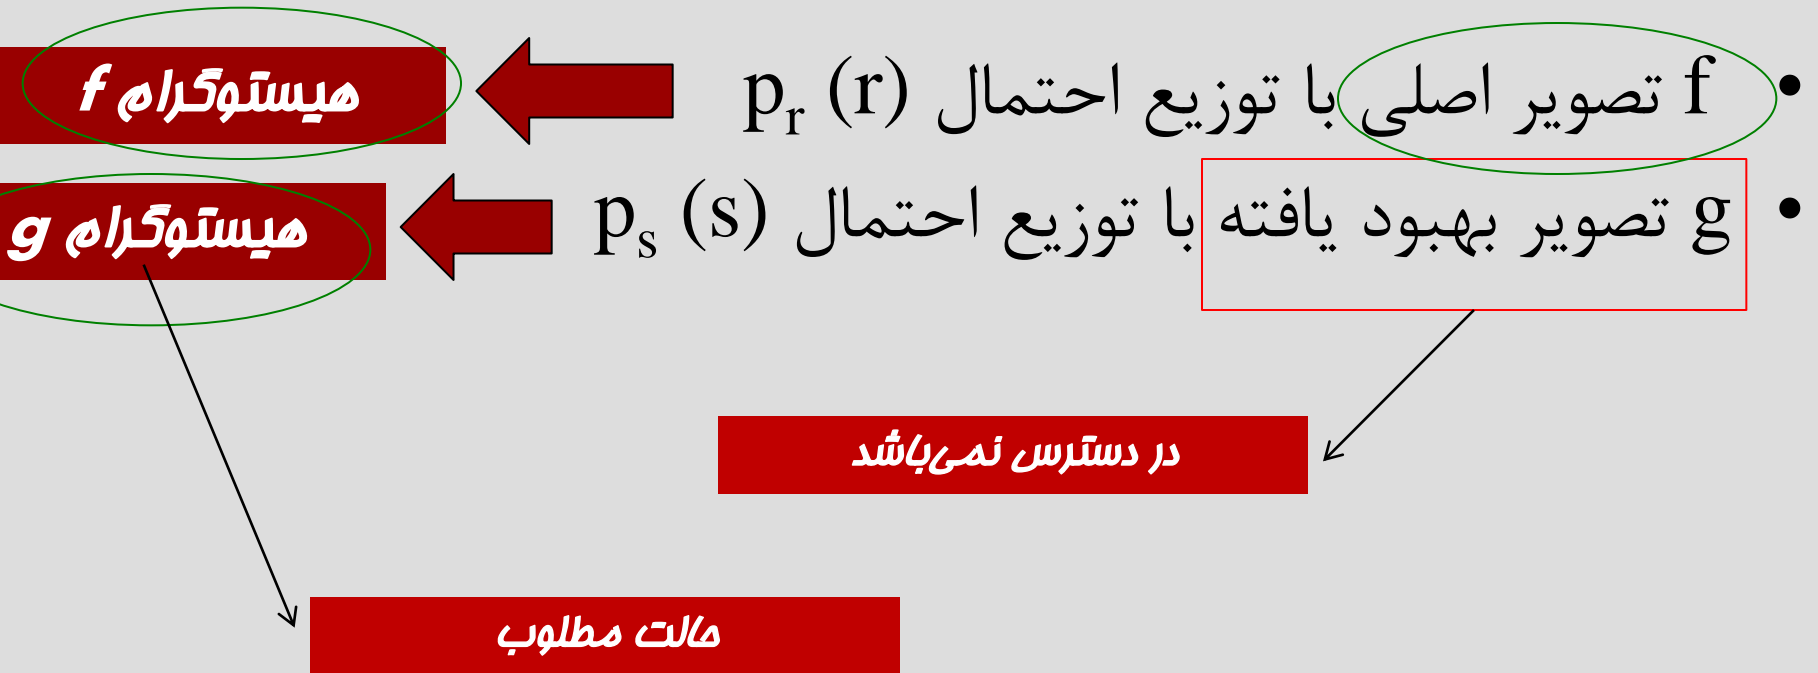 • f تصویر اصلی با توزیع احتمال pᵣ (r)
هیستوگرام f
• g تصویر بهبود یافته با توزیع احتمال pₛ (s)
هیستوگرام g
در دسترس نمی‌باشد
حالت مطلوب